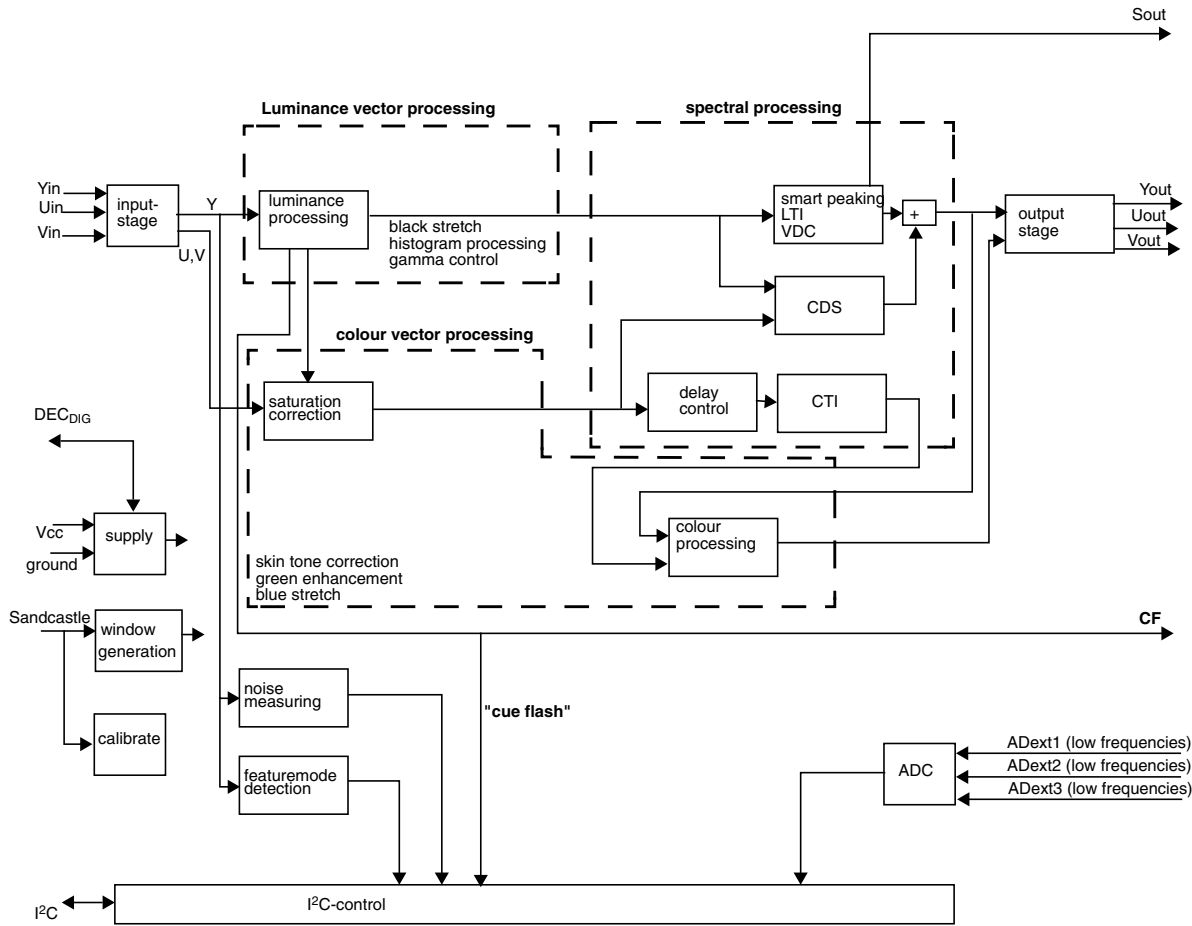 Sout
Luminance vector processing
spectral processing
Yin
Uin
Vin
input-
stage
Y
U,V
luminance
processing
black stretch
histogram processing
gamma control
smart peaking
LTI
VDC
+
output
stage
Yout
Uout
Vout
CDS
colour vector processing
saturation
correction
delay
control
CTI
DECDIG
Vcc
ground
supply
colour
processing
skin tone correction
green enhancement
blue stretch
Sandcastle
window
generation
CF
noise
measuring
"cue flash"
calibrate
featuremode
detection
ADC
ADext1 (low frequencies)
ADext2 (low frequencies)
ADext3 (low frequencies)
I2C
I2C-control